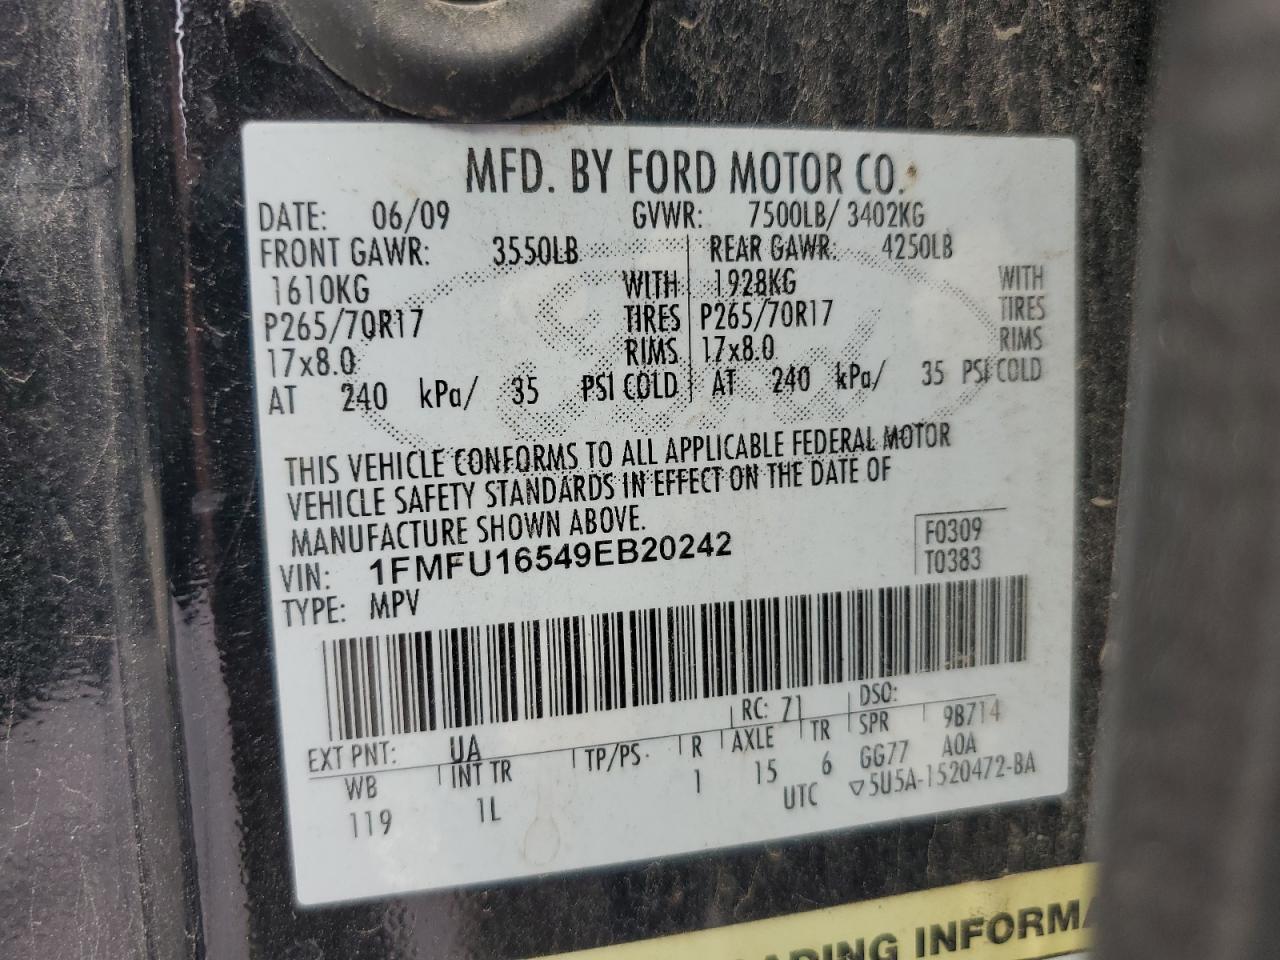 MFD. BY FORD MOTOR CO.
DATE: 06/09 GVWR: 7500LB/ 3402KG
FRONT GAWR: 3550LB REAR GAWR: 4250LB
1610KG WITH 1928KG WITH
P265/70R17 TIRES P265/70R17 TIRES
17x8.0 RIMS 17x8.0 RIMS
AT 240 kPa/ 35 PSI COLD AT 240 kPa/ 35 PSI COLD
THIS VEHICLE CONFORMS TO ALL APPLICABLE FEDERAL MOTOR
VEHICLE SAFETY STANDARDS IN EFFECT ON THE DATE OF
MANUFACTURE SHOWN ABOVE.
VIN: 1FMFU16549EB20242 F0309
TYPE: MPV T0383
EXT PNT: UA RC: 71 DSO: 9B714
WB INT TR TP/PS R AXLE TR SPR A0A
119 1L 1 15 6 GG77
UTC ▽5U5A-1520472-BA
INFORMA